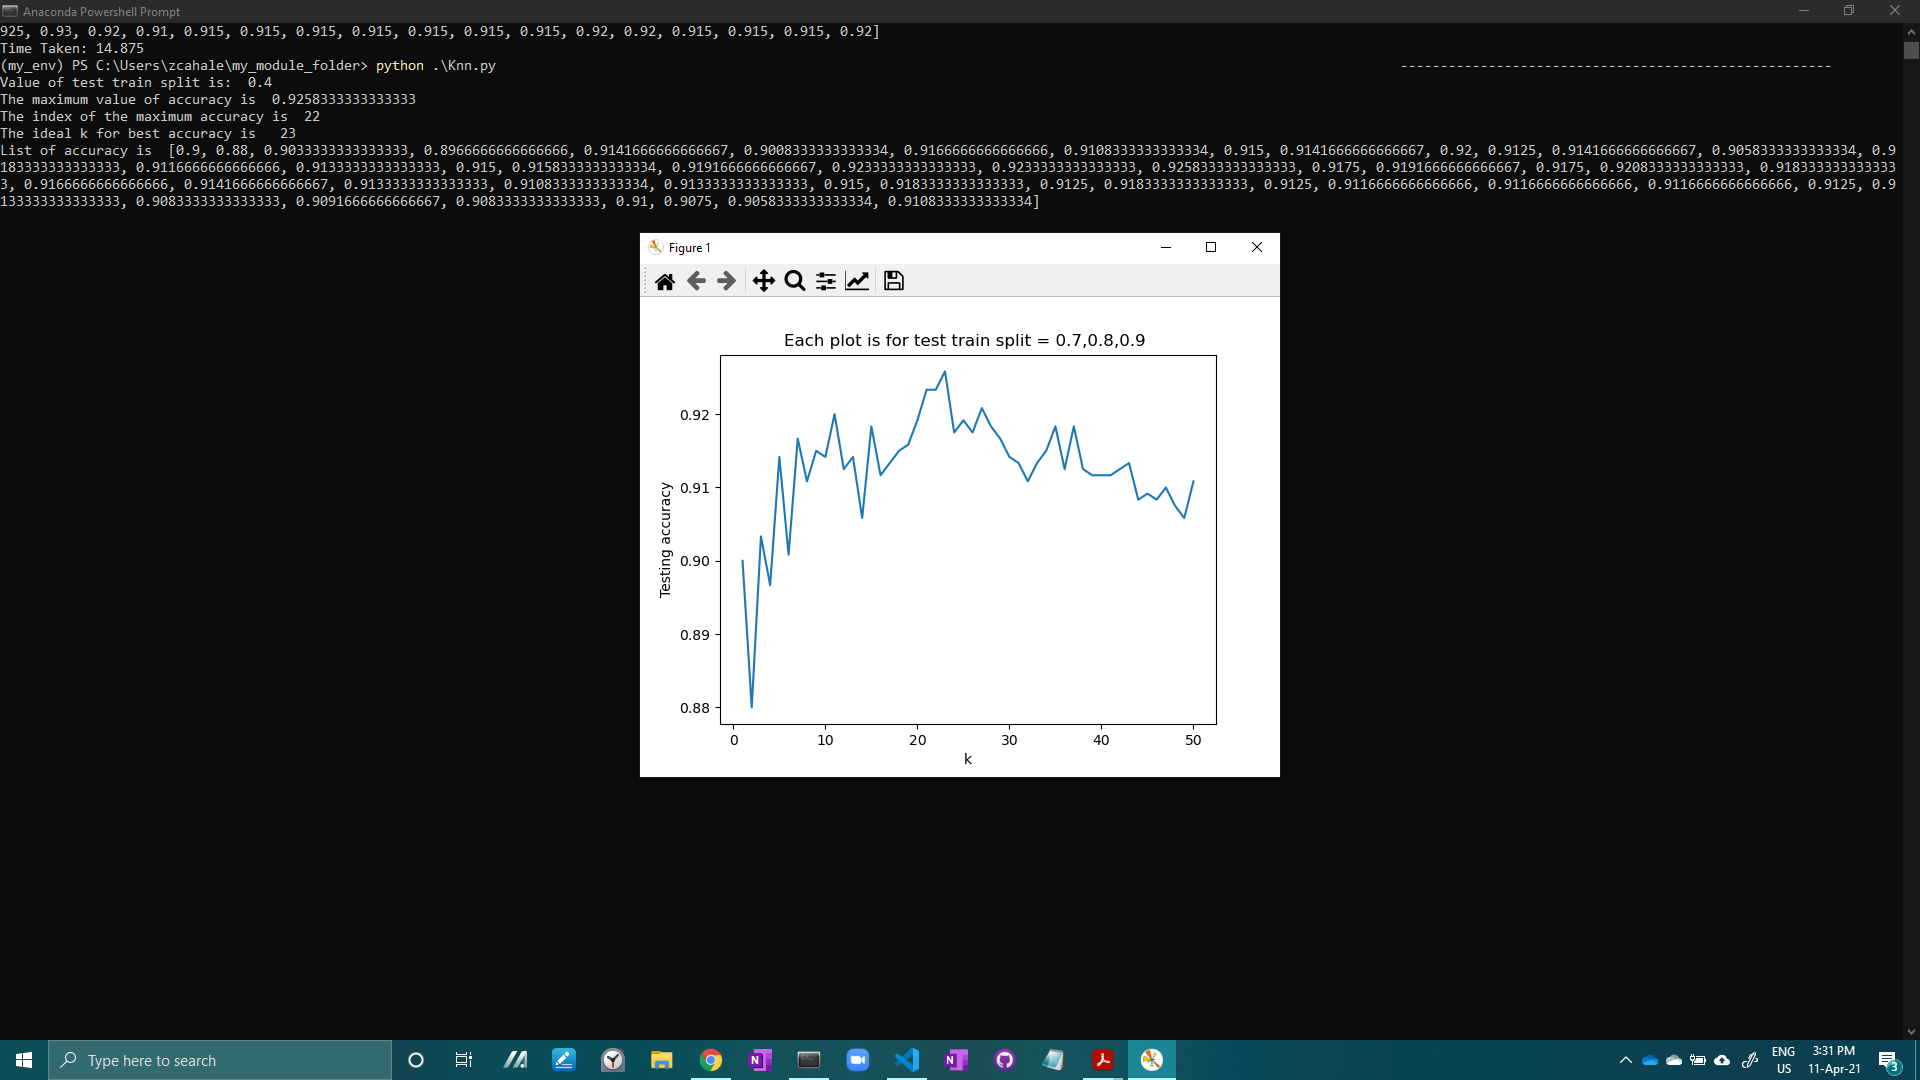 Anaconda Powershell Prompt
925, 0.93, 0.92, 0.91, 0.915, 0.915, 0.915, 0.915, 0.915, 0.915, 0.915, 0.92, 0.92, 0.915, 0.915, 0.915, 0.92]
Time Taken: 14.875
(my_env) PS C:\Users\zcahale\my_module_folder> python .\Knn.py ------------------------------------------------------
Value of test train split is:  0.4
The maximum value of accuracy is  0.9258333333333333
The index of the maximum accuracy is  22
The ideal k for best accuracy is   23
List of accuracy is  [0.9, 0.88, 0.9033333333333333, 0.8966666666666666, 0.9141666666666667, 0.9008333333333334, 0.9166666666666666, 0.9108333333333334, 0.915, 0.9141666666666667, 0.92, 0.9125, 0.9141666666666667, 0.9058333333333334, 0.9
183333333333333, 0.9116666666666666, 0.9133333333333333, 0.915, 0.9158333333333334, 0.9191666666666667, 0.9233333333333333, 0.9233333333333333, 0.9258333333333333, 0.9175, 0.9191666666666667, 0.9175, 0.9208333333333333, 0.918333333333333
3, 0.9166666666666666, 0.9141666666666667, 0.9133333333333333, 0.9108333333333334, 0.9133333333333333, 0.915, 0.9183333333333333, 0.9125, 0.9183333333333333, 0.9125, 0.9116666666666666, 0.9116666666666666, 0.9116666666666666, 0.9125, 0.9
133333333333333, 0.9083333333333333, 0.9091666666666667, 0.9083333333333333, 0.91, 0.9075, 0.9058333333333334, 0.9108333333333334]
Figure 1
Each plot is for test train split = 0.7,0.8,0.9
0.92
0.91
0.90
0.89
0.88
Testing accuracy
0 10 20 30 40 50
k
Type here to search
ENG
US
3:31 PM
11-Apr-21
3